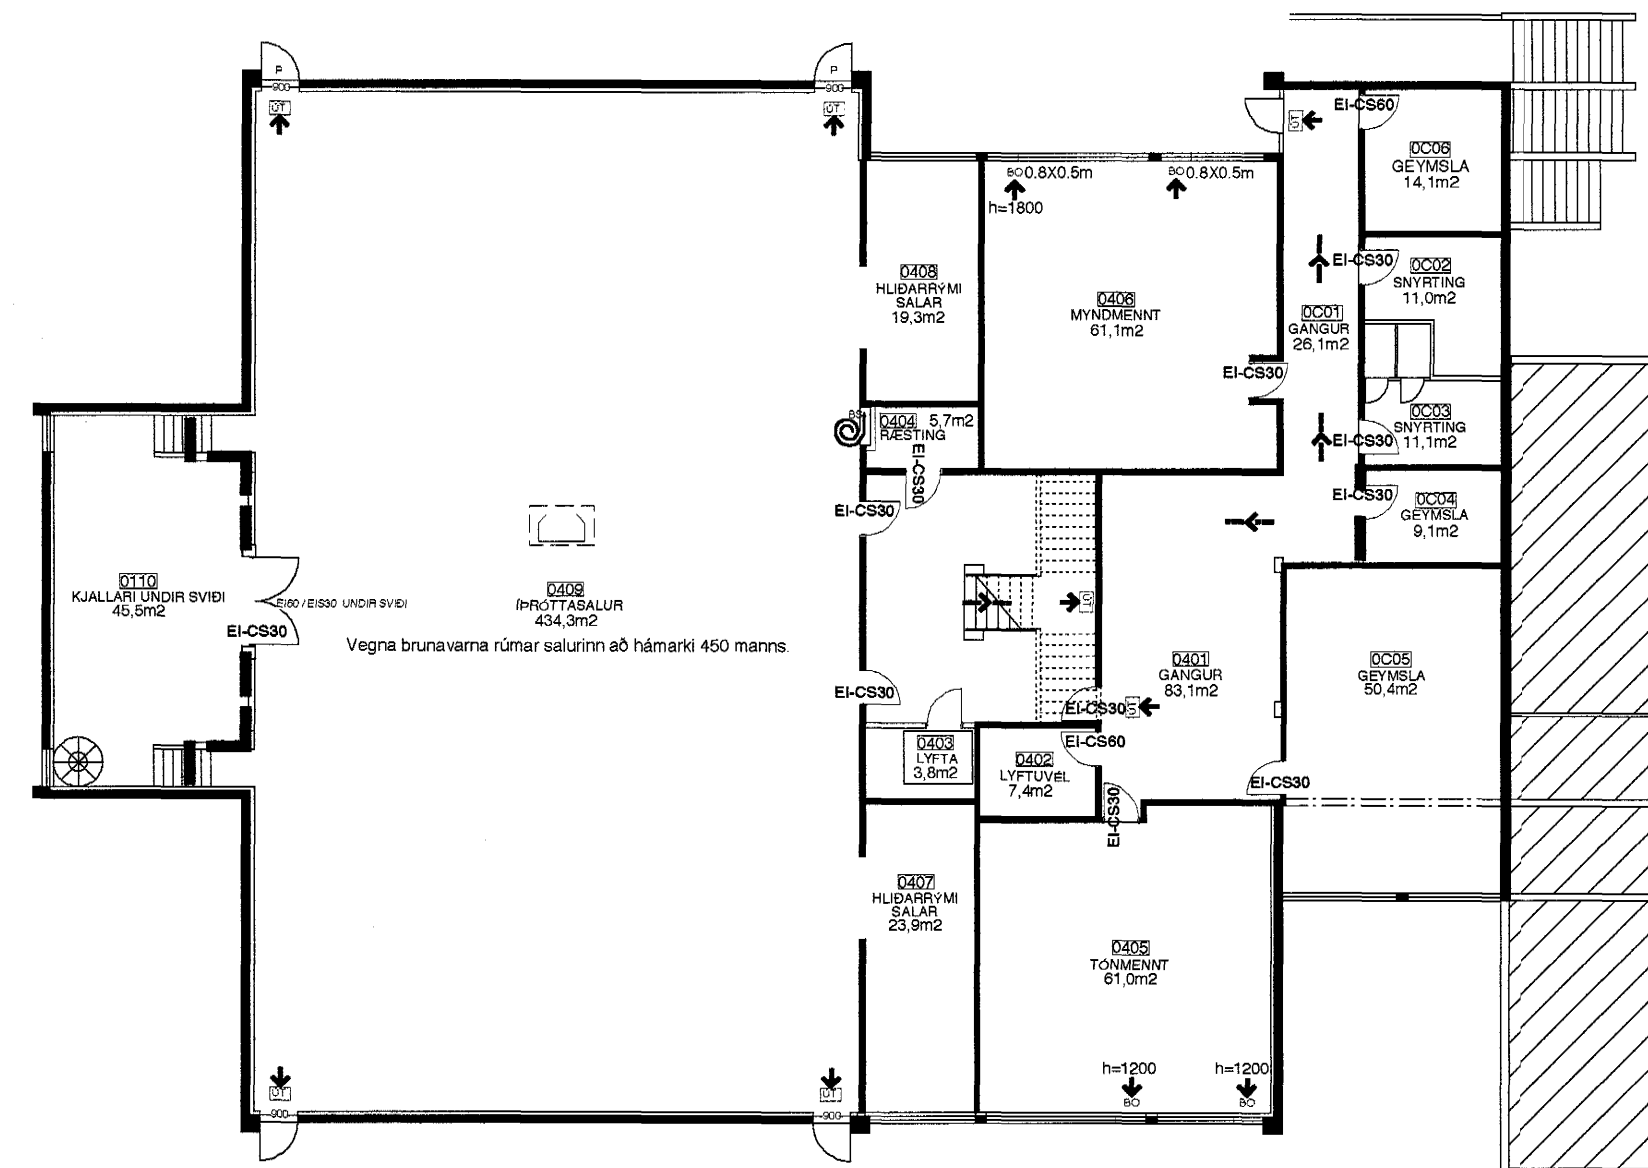 P
900
ÚT
P
900
ÚT
EI-CS60
ÚT
0C06
GEYMSLA
14,1m2
BO 0.8X0.5m
h=1800
BO 0.8X0.5m
EI-CS30
0C02
SNYRTING
11,0m2
0408
HLIÐARRÝMI
SALAR
19,3m2
0406
MYNDMENNT
61,1m2
0C01
GANGUR
26,1m2
EI-CS30
0C03
SNYRTING
11,1m2
EI-CS30
BS
0404 5,7m2
RÆSTING
EI-CS30
EI-CS30
EI-CS30
0C04
GEYMSLA
9,1m2
0110
KJALLARI UNDIR SVIÐI
45,5m2
EI60 / EIS30 UNDIR SVIÐI
EI-CS30
0409
ÍÞRÓTTASALUR
434,3m2
Vegna brunavarna rúmar salurinn að hámarki 450 manns.
ÚT
0401
GANGUR
83,1m2
0C05
GEYMSLA
50,4m2
EI-CS30
EI-CS30
ÚT
EI-CS60
0403
LYFTA
3,8m2
0402
LYFTUVÉL
7,4m2
EI-CS30
EI-CS30
0407
HLIÐARRÝMI
SALAR
23,9m2
0405
TÓNMENNT
61,0m2
h=1200
BO
h=1200
BO
ÚT
900
ÚT
900